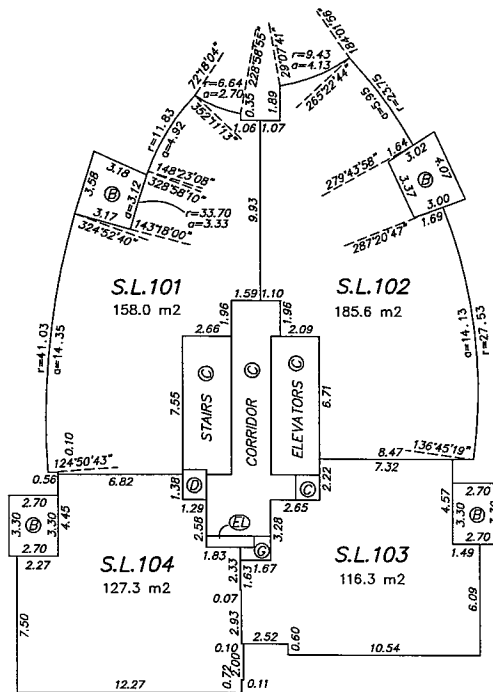 72°18'04"
r=6.64
a=2.70
352°11'13"
228°58'55"
29°07'41"
r=9.43
a=4.13
265°22'44"
184°01'56"
r=23.75
a=5.95
0.35
1.89
1.06
1.07
r=11.83
a=4.92
148°23'08"
328°58'10"
3.18
3.58
B
a=3.12
r=33.70
a=3.33
3.17
143°18'00"
324°52'40"
279°43'58"
1.64
3.02
4.07
A
3.37
3.00
1.69
287°20'47"
9.93
S.L.101
158.0 m2
S.L.102
185.6 m2
1.59
1.10
1.96
1.96
2.66
2.09
r=41.03
a=14.35
a=14.13
r=27.53
7.55
STAIRS C
CORRIDOR C
ELEVATORS C
6.71
0.10
124°50'43"
0.56
6.82
136°45'19"
8.47
7.32
D
1.38
1.29
C
2.22
2.65
2.70
3.30
B
3.30
4.45
2.70
2.27
2.58
EL
3.28
G
1.83
1.67
2.70
4.57
3.30
B
2.70
1.49
S.L.104
127.3 m2
S.L.103
116.3 m2
2.33
1.63
0.07
2.93
2.52
0.60
10.54
6.09
7.50
0.10
2.00
0.72
0.11
12.27